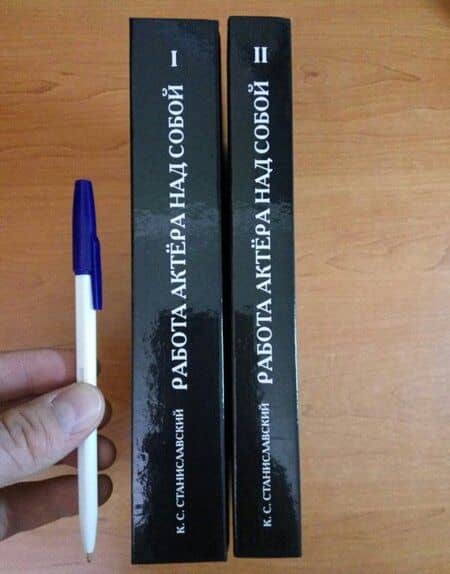 К. С. СТАНИСЛАВСКИЙ РАБОТА АКТЁРА НАД СОБОЙ I
К. С. СТАНИСЛАВСКИЙ РАБОТА АКТЁРА НАД СОБОЙ II